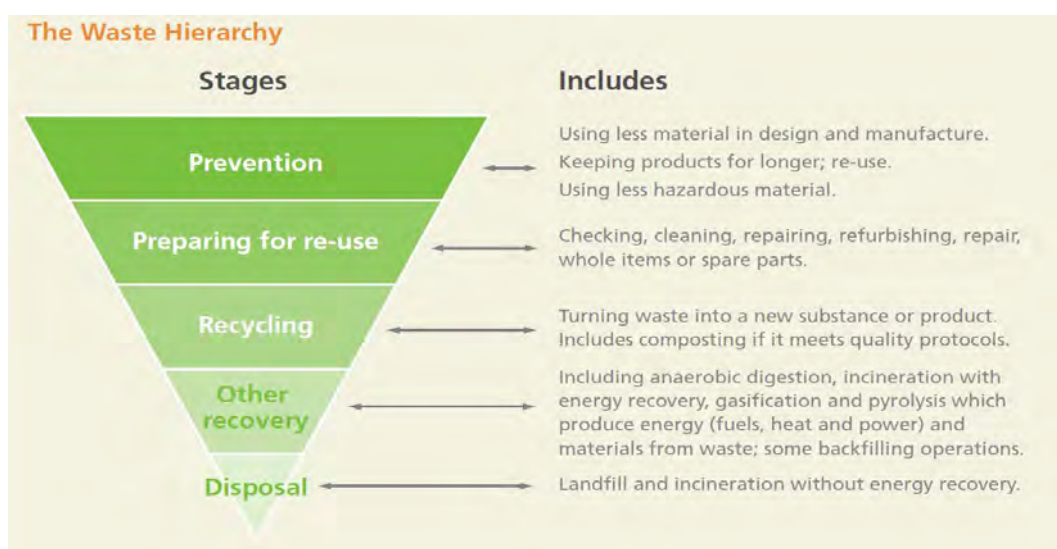 The Waste Hierarchy
Stages
Includes
Prevention
Using less material in design and manufacture.
Keeping products for longer; re-use.
Using less hazardous material.
Preparing for re-use
Checking, cleaning, repairing, refurbishing, repair,
whole items or spare parts.
Recycling
Turning waste into a new substance or product.
Includes composting if it meets quality protocols.
Other
recovery
Including anaerobic digestion, incineration with
energy recovery, gasification and pyrolysis which
produce energy (fuels, heat and power) and
materials from waste; some backfilling operations.
Disposal
Landfill and incineration without energy recovery.